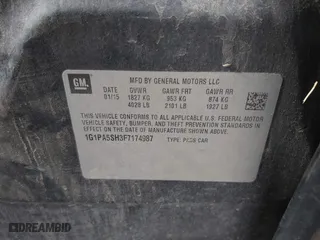 GM
MFD BY GENERAL MOTORS LLC
DATE GVWR GAWR FRT GAWR RR
01/15 1827 KG 953 KG 874 KG
4028 LB 2101 LB 1927 LB
THIS VEHICLE CONFORMS TO ALL APPLICABLE U.S. FEDERAL MOTOR
VEHICLE SAFETY, BUMPER, AND THEFT PREVENTION STANDARDS IN
EFFECT ON THE DATE OF MANUFACTURE SHOWN ABOVE.
1G1PA5SH3F7174987 TYPE: PASS CAR
DREAMBID